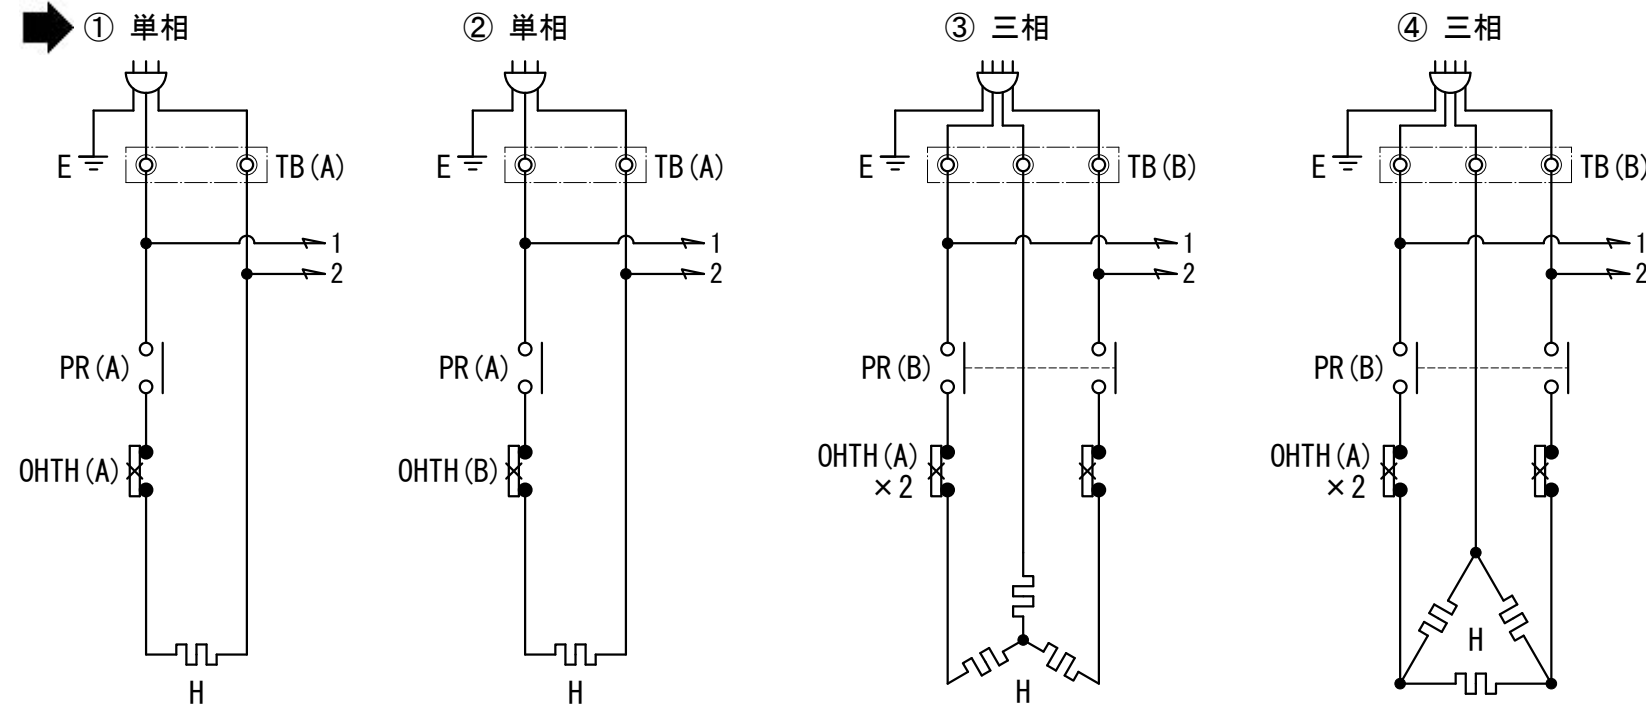 ① 単相
② 単相
③ 三相
④ 三相
E
TB(A)
E
TB(A)
E
TB(B)
E
TB(B)
1
1
1
1
2
2
2
2
PR(A)
PR(A)
PR(B)
PR(B)
OHTH(A)
OHTH(B)
OHTH(A)
×2
OHTH(A)
×2
H
H
H
H